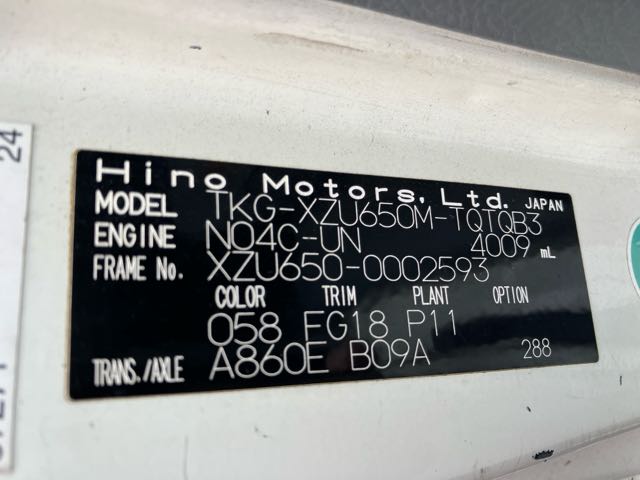 Hino Motors, Ltd. JAPAN
MODEL TKG-XZU650M-TQTQB3
ENGINE N04C-UN 4009 mL
FRAME No. XZU650-0002593
COLOR TRIM PLANT OPTION
058 FG18 P11
TRANS./AXLE A860E B09A 288
24